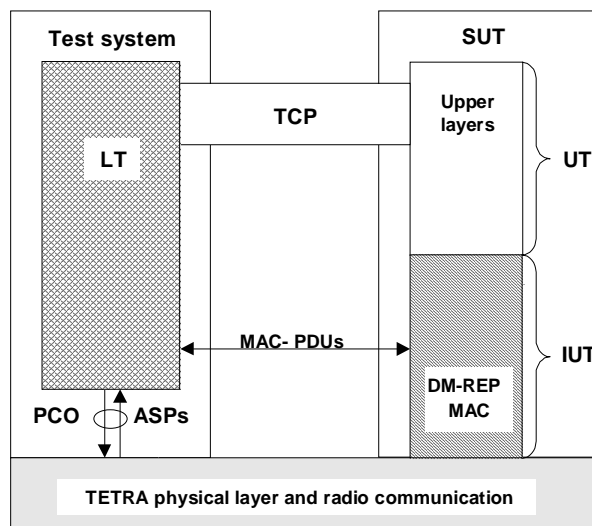 Test system
SUT
TCP
Upper
layers
LT
UT
MAC- PDUs
IUT
DM-REP
MAC
PCO
ASPs
TETRA physical layer and radio communication